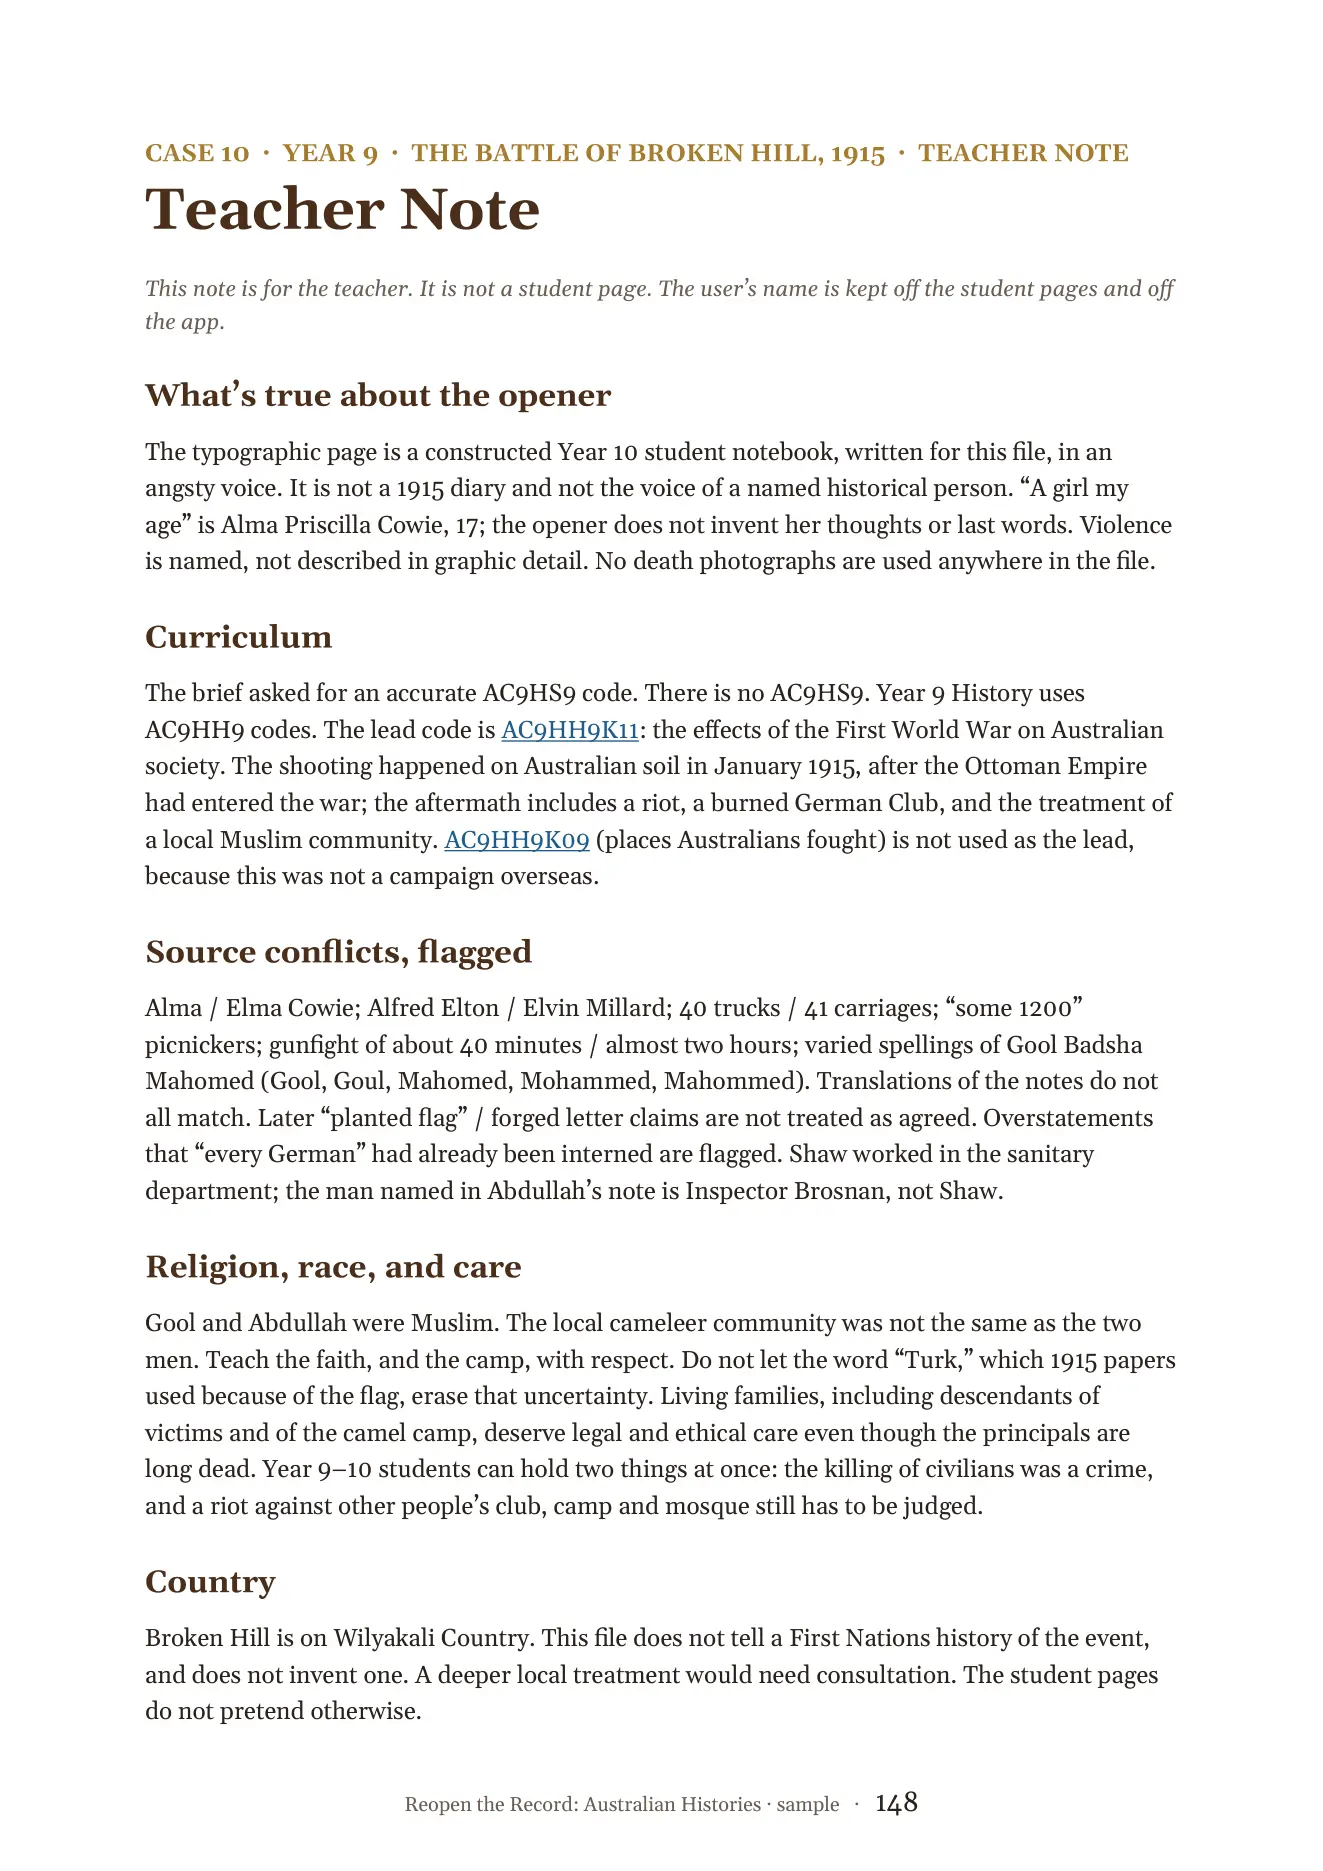 CASE 10 · YEAR 9 · THE BATTLE OF BROKEN HILL, 1915 · TEACHER NOTE
Teacher Note
This note is for the teacher. It is not a student page. The user’s name is kept off the student pages and off
the app.
What’s true about the opener
The typographic page is a constructed Year 10 student notebook, written for this file, in an
angsty voice. It is not a 1915 diary and not the voice of a named historical person. “A girl my
age” is Alma Priscilla Cowie, 17; the opener does not invent her thoughts or last words. Violence
is named, not described in graphic detail. No death photographs are used anywhere in the file.
Curriculum
The brief asked for an accurate AC9HS9 code. There is no AC9HS9. Year 9 History uses
AC9HH9 codes. The lead code is AC9HH9K11: the effects of the First World War on Australian
society. The shooting happened on Australian soil in January 1915, after the Ottoman Empire
had entered the war; the aftermath includes a riot, a burned German Club, and the treatment of
a local Muslim community. AC9HH9K09 (places Australians fought) is not used as the lead,
because this was not a campaign overseas.
Source conflicts, flagged
Alma / Elma Cowie; Alfred Elton / Elvin Millard; 40 trucks / 41 carriages; “some 1200”
picnickers; gunfight of about 40 minutes / almost two hours; varied spellings of Gool Badsha
Mahomed (Gool, Goul, Mahomed, Mohammed, Mahommed). Translations of the notes do not
all match. Later “planted flag” / forged letter claims are not treated as agreed. Overstatements
that “every German” had already been interned are flagged. Shaw worked in the sanitary
department; the man named in Abdullah’s note is Inspector Brosnan, not Shaw.
Religion, race, and care
Gool and Abdullah were Muslim. The local cameleer community was not the same as the two
men. Teach the faith, and the camp, with respect. Do not let the word “Turk,” which 1915 papers
used because of the flag, erase that uncertainty. Living families, including descendants of
victims and of the camel camp, deserve legal and ethical care even though the principals are
long dead. Year 9–10 students can hold two things at once: the killing of civilians was a crime,
and a riot against other people’s club, camp and mosque still has to be judged.
Country
Broken Hill is on Wilyakali Country. This file does not tell a First Nations history of the event,
and does not invent one. A deeper local treatment would need consultation. The student pages
do not pretend otherwise.
Reopen the Record: Australian Histories · sample · 148